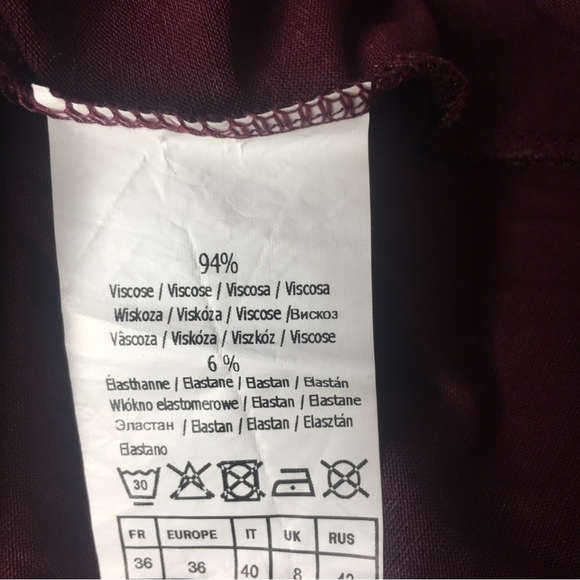 94%
Viscose / Viscose / Viscosa / Viscosa
Wiskoza / Viskóza / Viscose /Вискоз
Vâscoza / Viskóza / Viszkóz / Viscose
6 %
Élasthanne / Elastane / Elastan / Elastán
Włókno elastomerowe / Elastan / Elastane
Эластан / Elastan / Elastan / Elasztán
Elastano
30
FR EUROPE IT UK RUS
36 36 40 8 42